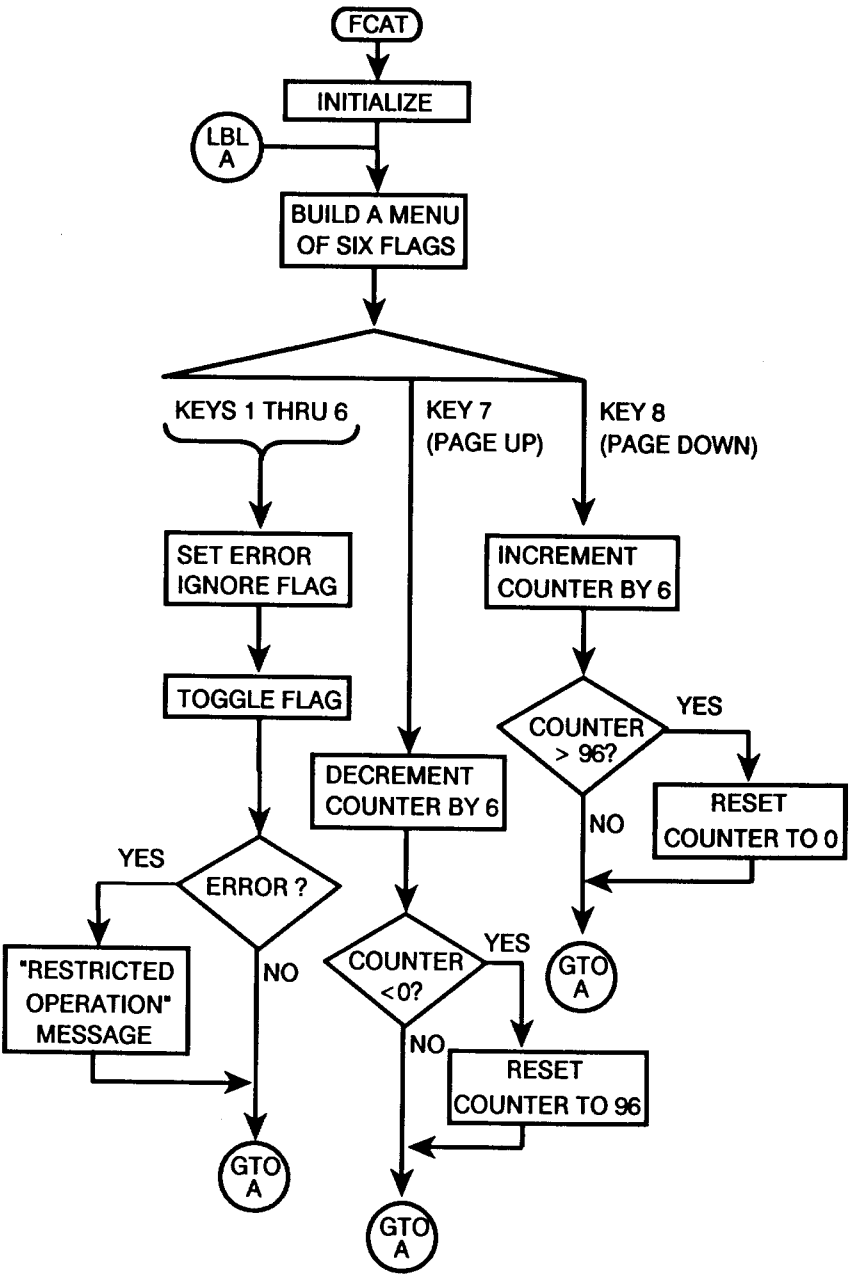 FCAT
INITIALIZE
LBL
A
BUILD A MENU
OF SIX FLAGS
KEYS 1 THRU 6
KEY 7
(PAGE UP)
KEY 8
(PAGE DOWN)
SET ERROR
IGNORE FLAG
TOGGLE FLAG
ERROR ?
YES
NO
"RESTRICTED
OPERATION"
MESSAGE
GTO
A
DECREMENT
COUNTER BY 6
COUNTER
<0?
YES
NO
RESET
COUNTER TO 96
GTO
A
INCREMENT
COUNTER BY 6
COUNTER
> 96?
YES
NO
RESET
COUNTER TO 0
GTO
A